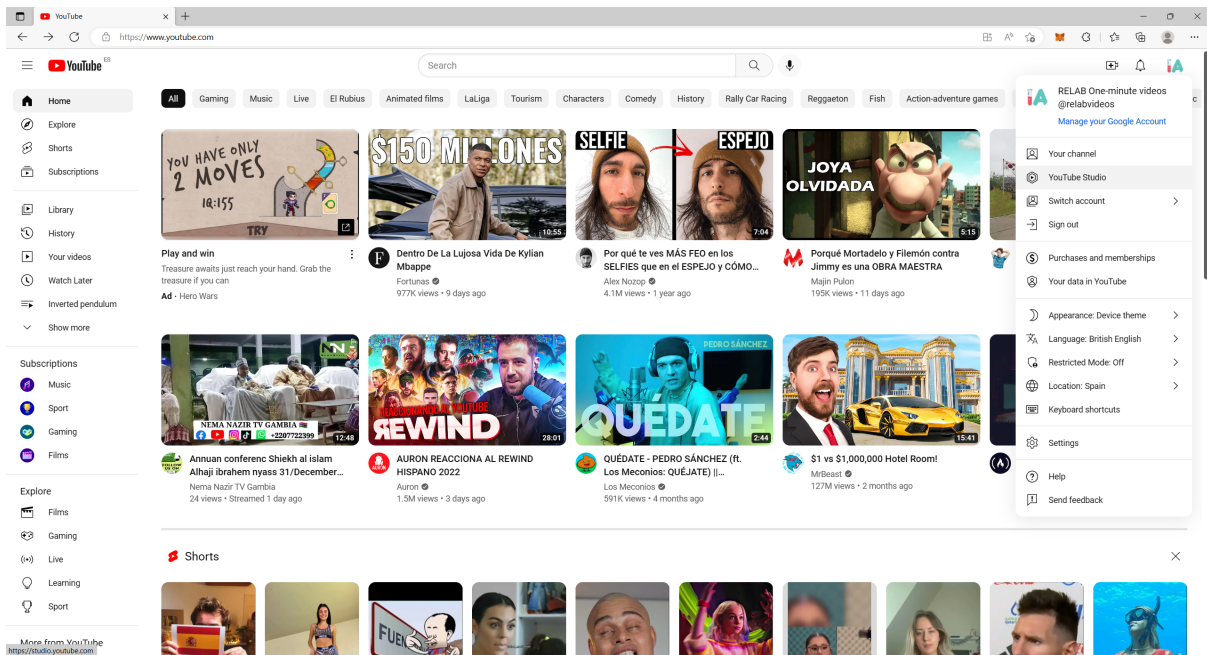 YouTube
https://www.youtube.com
YouTube ES
Search
Home
Explore
Shorts
Subscriptions
Library
History
Your videos
Watch Later
Inverted pendulum
Show more
Subscriptions
Music
Sport
Gaming
Films
Explore
Films
Gaming
Live
Learning
Sport
More from YouTube
https://studio.youtube.com
All
Gaming
Music
Live
El Rubius
Animated films
LaLiga
Tourism
Characters
Comedy
History
Rally Car Racing
Reggaeton
Fish
Action-adventure games
YOU HAVE ONLY
2 MOVES
18:155
TRY
Play and win
Treasure awaits just reach your hand. Grab the
treasure if you can
Ad • Hero Wars
$150 MILLONES
10:55
Dentro De La Lujosa Vida De Kylian
Mbappe
Fortunas
977K views • 9 days ago
SELFIE
ESPEJO
7:04
Por qué te ves MÁS FEO en los
SELFIES que en el ESPEJO y CÓMO...
Alex Nozop
4.1M views • 1 year ago
JOYA
OLVIDADA
5:15
Porqué Mortadelo y Filemón contra
Jimmy es una OBRA MAESTRA
Majin Pulon
195K views • 11 days ago
NEMA NAZIR TV GAMBIA
+2207722399
12:48
FOLLOW
US ON
Annuan conferenc Shiekh al islam
Alhaji ibrahem nyass 31/December...
Nema Nazir TV Gambia
24 views • Streamed 1 day ago
REACCIONANDO AL YOUTUBE
REWIND
28:01
AURON
AURON REACCIONA AL REWIND
HISPANO 2022
Auron
1.5M views • 3 days ago
PEDRO SÁNCHEZ
QUÉDATE
2:44
QUÉDATE - PEDRO SÁNCHEZ (ft.
Los Meconios: QUÉJATE) ||...
Los Meconios
591K views • 4 months ago
15:41
$1 vs $1,000,000 Hotel Room!
MrBeast
127M views • 2 months ago
Shorts
FUEN
RELAB One-minute videos
@relabvideos
Manage your Google Account
Your channel
YouTube Studio
Switch account
Sign out
Purchases and memberships
Your data in YouTube
Appearance: Device theme
Language: British English
Restricted Mode: Off
Location: Spain
Keyboard shortcuts
Settings
Help
Send feedback